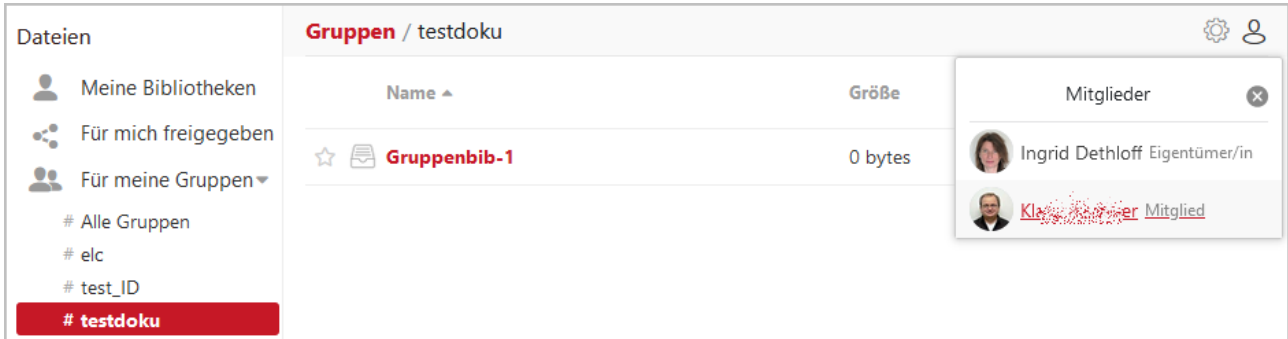 Dateien
Meine Bibliotheken
Für mich freigegeben
Für meine Gruppen
# Alle Gruppen
# elc
# test_ID
# testdoku
Gruppen / testdoku
Name Größe
Gruppenbib-1 0 bytes
Mitglieder
Ingrid Dethloff Eigentümer/in
Mitglied